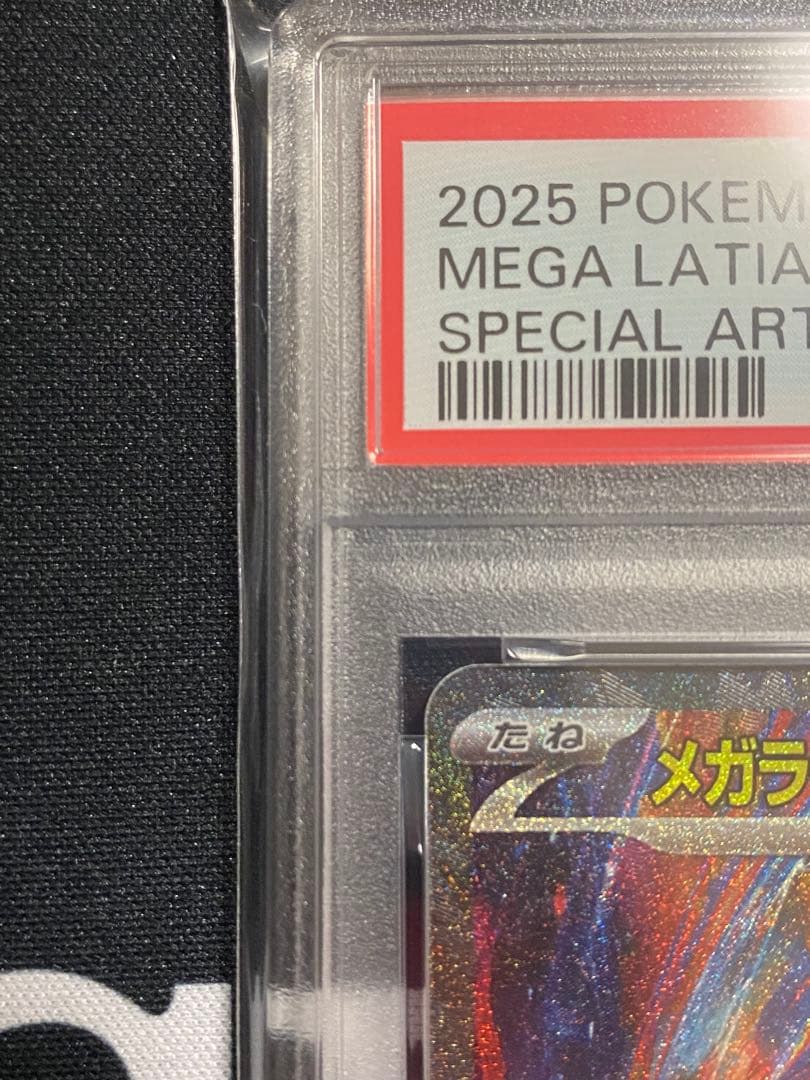 2025 POKEM
MEGA LATIA
SPECIAL ART
たね
メガラ